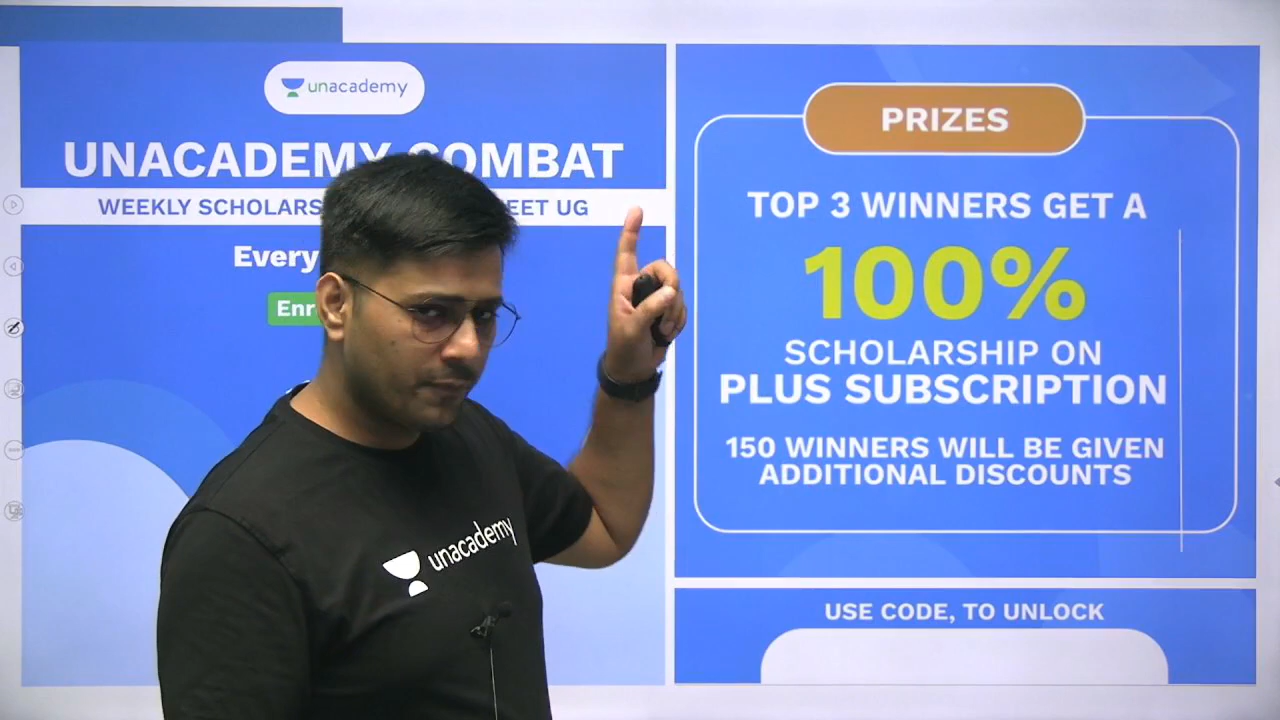 unacademy
UNACADEMY COMBAT
WEEKLY SCHOLARS EET UG
Every
Enr
PRIZES
TOP 3 WINNERS GET A
100%
SCHOLARSHIP ON
PLUS SUBSCRIPTION
150 WINNERS WILL BE GIVEN
ADDITIONAL DISCOUNTS
USE CODE, TO UNLOCK
unacademy